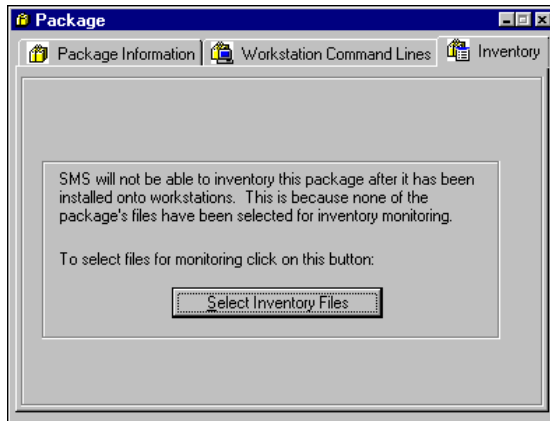 Package
Package Information
Workstation Command Lines
Inventory
SMS will not be able to inventory this package after it has been
installed onto workstations. This is because none of the
package's files have been selected for inventory monitoring.
To select files for monitoring click on this button:
Select Inventory Files